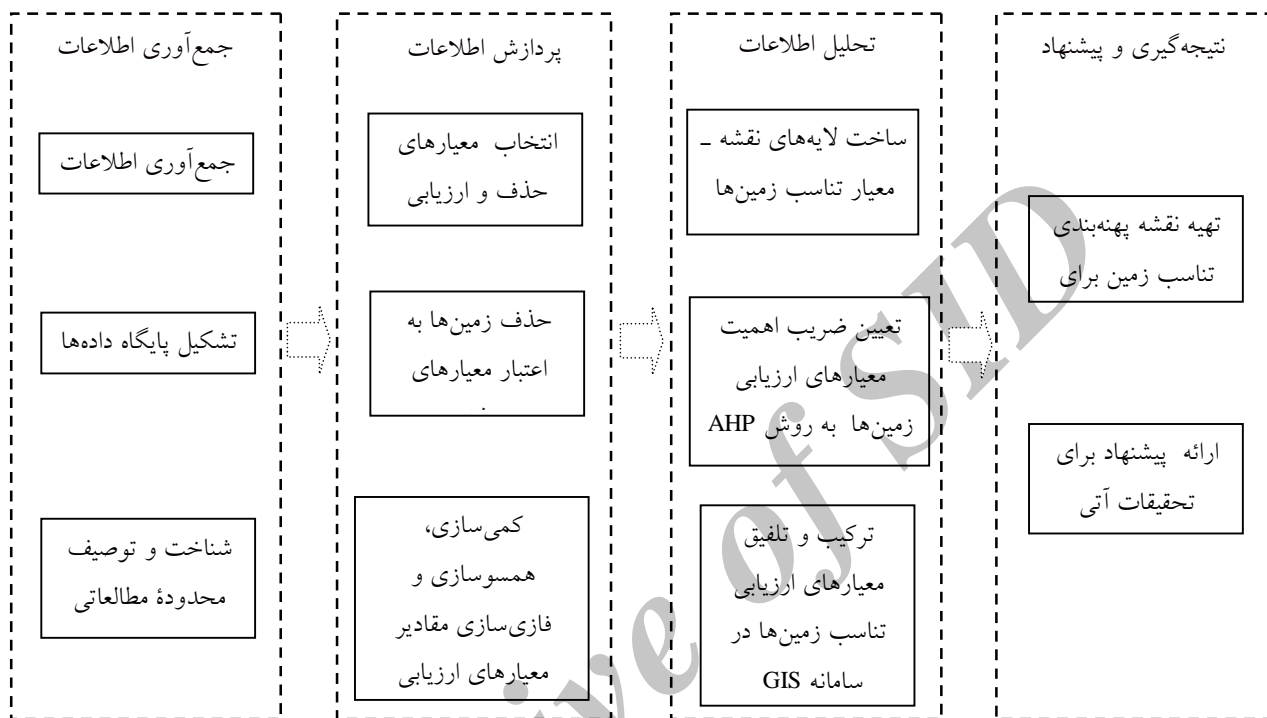 جمع‌آوری اطلاعات
جمع‌آوری اطلاعات
تشکیل پایگاه داده‌ها
شناخت و توصیف
محدودۀ مطالعاتی
پردازش اطلاعات
انتخاب معیارهای
حذف و ارزیابی
حذف زمین‌ها به
اعتبار معیارهای
کمی‌سازی،
همسوسازی و
فازی‌سازی مقادیر
معیارهای ارزیابی
تحلیل اطلاعات
ساخت لایه‌های نقشه ـ
معیار تناسب زمین‌ها
تعیین ضریب اهمیت
معیارهای ارزیابی
زمین‌ها به روش AHP
ترکیب و تلفیق
معیارهای ارزیابی
تناسب زمین‌ها در
سامانه GIS
نتیجه‌گیری و پیشنهاد
تهیه نقشه پهنه‌بندی
تناسب زمین برای
ارائه پیشنهاد برای
تحقیقات آتی
ive of SID